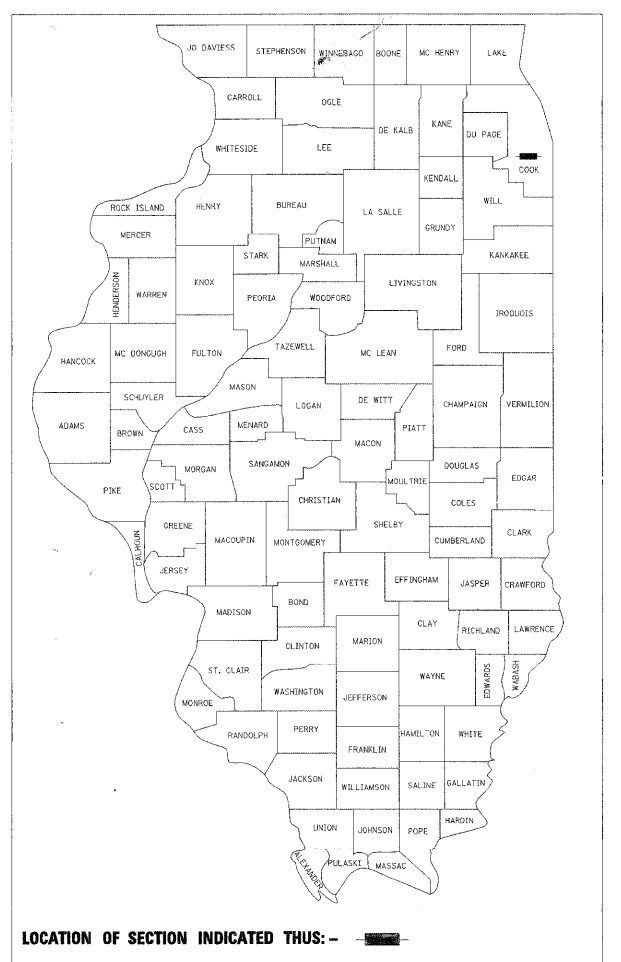 JO DAVIESS STEPHENSON WINNEBAGO BOONE MC HENRY LAKE
CARROLL OGLE DE KALB KANE DU PAGE COOK
WHITESIDE LEE KENDALL WILL
ROCK ISLAND HENRY BUREAU LA SALLE GRUNDY
MERCER PUTNAM KANKAKEE
STARK MARSHALL
HENDERSON WARREN KNOX PEORIA WOODFORD LIVINGSTON IROQUOIS
HANCOCK MC DONOUGH FULTON TAZEWELL MC LEAN FORD
MASON
SCHUYLER LOGAN DE WITT CHAMPAIGN VERMILION
ADAMS BROWN CASS MENARD MACON PIATT
MORGAN SANGAMON DOUGLAS EDGAR
PIKE SCOTT CHRISTIAN MOULTRIE COLES
GREENE MACOUPIN MONTGOMERY SHELBY CUMBERLAND CLARK
CALHOUN JERSEY FAYETTE EFFINGHAM JASPER CRAWFORD
MADISON BOND
CLINTON MARION CLAY RICHLAND LAWRENCE
ST. CLAIR WASHINGTON JEFFERSON WAYNE EDWARDS WABASH
MONROE
RANDOLPH PERRY FRANKLIN HAMILTON WHITE
JACKSON WILLIAMSON SALINE GALLATIN
UNION JOHNSON POPE HARDIN
ALEXANDER PULASKI MASSAC
LOCATION OF SECTION INDICATED THUS: -